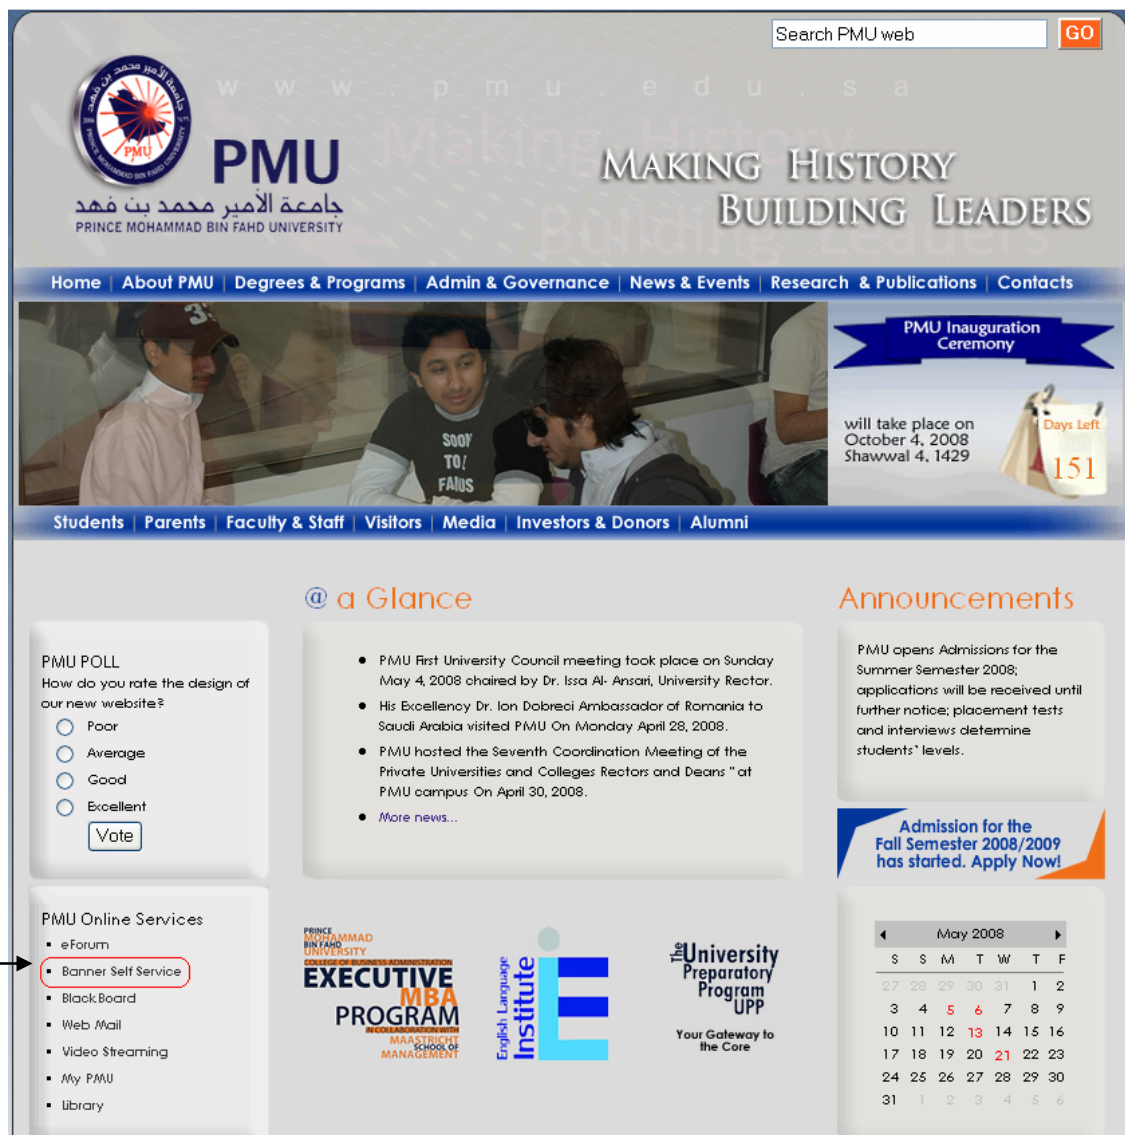 Search PMU web
GO
www.pmu.edu.sa
Making History
Building Leaders
PMU
PMU
جامعة الأمير محمد بن فهد
PRINCE MOHAMMAD BIN FAHD UNIVERSITY
MAKING HISTORY
BUILDING LEADERS
Home | About PMU | Degrees & Programs | Admin & Governance | News & Events | Research & Publications | Contacts
SOON
TO/
FAMUS
PMU Inauguration
Ceremony
will take place on
October 4, 2008
Shawwal 4, 1429
Days Left
151
Students | Parents | Faculty & Staff | Visitors | Media | Investors & Donors | Alumni
PMU POLL
How do you rate the design of
our new website?
Poor
Average
Good
Excellent
Vote
PMU Online Services
eForum
Banner Self Service
Black Board
Web Mail
Video Streaming
My PMU
Library
@ a Glance
PMU First University Council meeting took place on Sunday
May 4, 2008 chaired by Dr. Issa Al- Ansari, University Rector.
His Excellency Dr. Ion Dobreci Ambassador of Romania to
Saudi Arabia visited PMU On Monday April 28, 2008.
PMU hosted the Seventh Coordination Meeting of the
Private Universities and Colleges Rectors and Deans " at
PMU campus On April 30, 2008.
More news...
PRINCE
MOHAMMAD
BIN FAHD
UNIVERSITY
COLLEGE OF BUSINESS ADMINISTRATION
EXECUTIVE
MBA
PROGRAM
IN COLLABORATION WITH
MAASTRICHT
SCHOOL OF
MANAGEMENT
English Language
Institute
The University
Preparatory
Program
UPP
Your Gateway to
the Core
Announcements
PMU opens Admissions for the
Summer Semester 2008;
applications will be received until
further notice; placement tests
and interviews determine
students' levels.
Admission for the
Fall Semester 2008/2009
has started. Apply Now!
May 2008
S S M T W T F
27 28 29 30 31 1 2
3 4 5 6 7 8 9
10 11 12 13 14 15 16
17 18 19 20 21 22 23
24 25 26 27 28 29 30
31 1 2 3 4 5 6